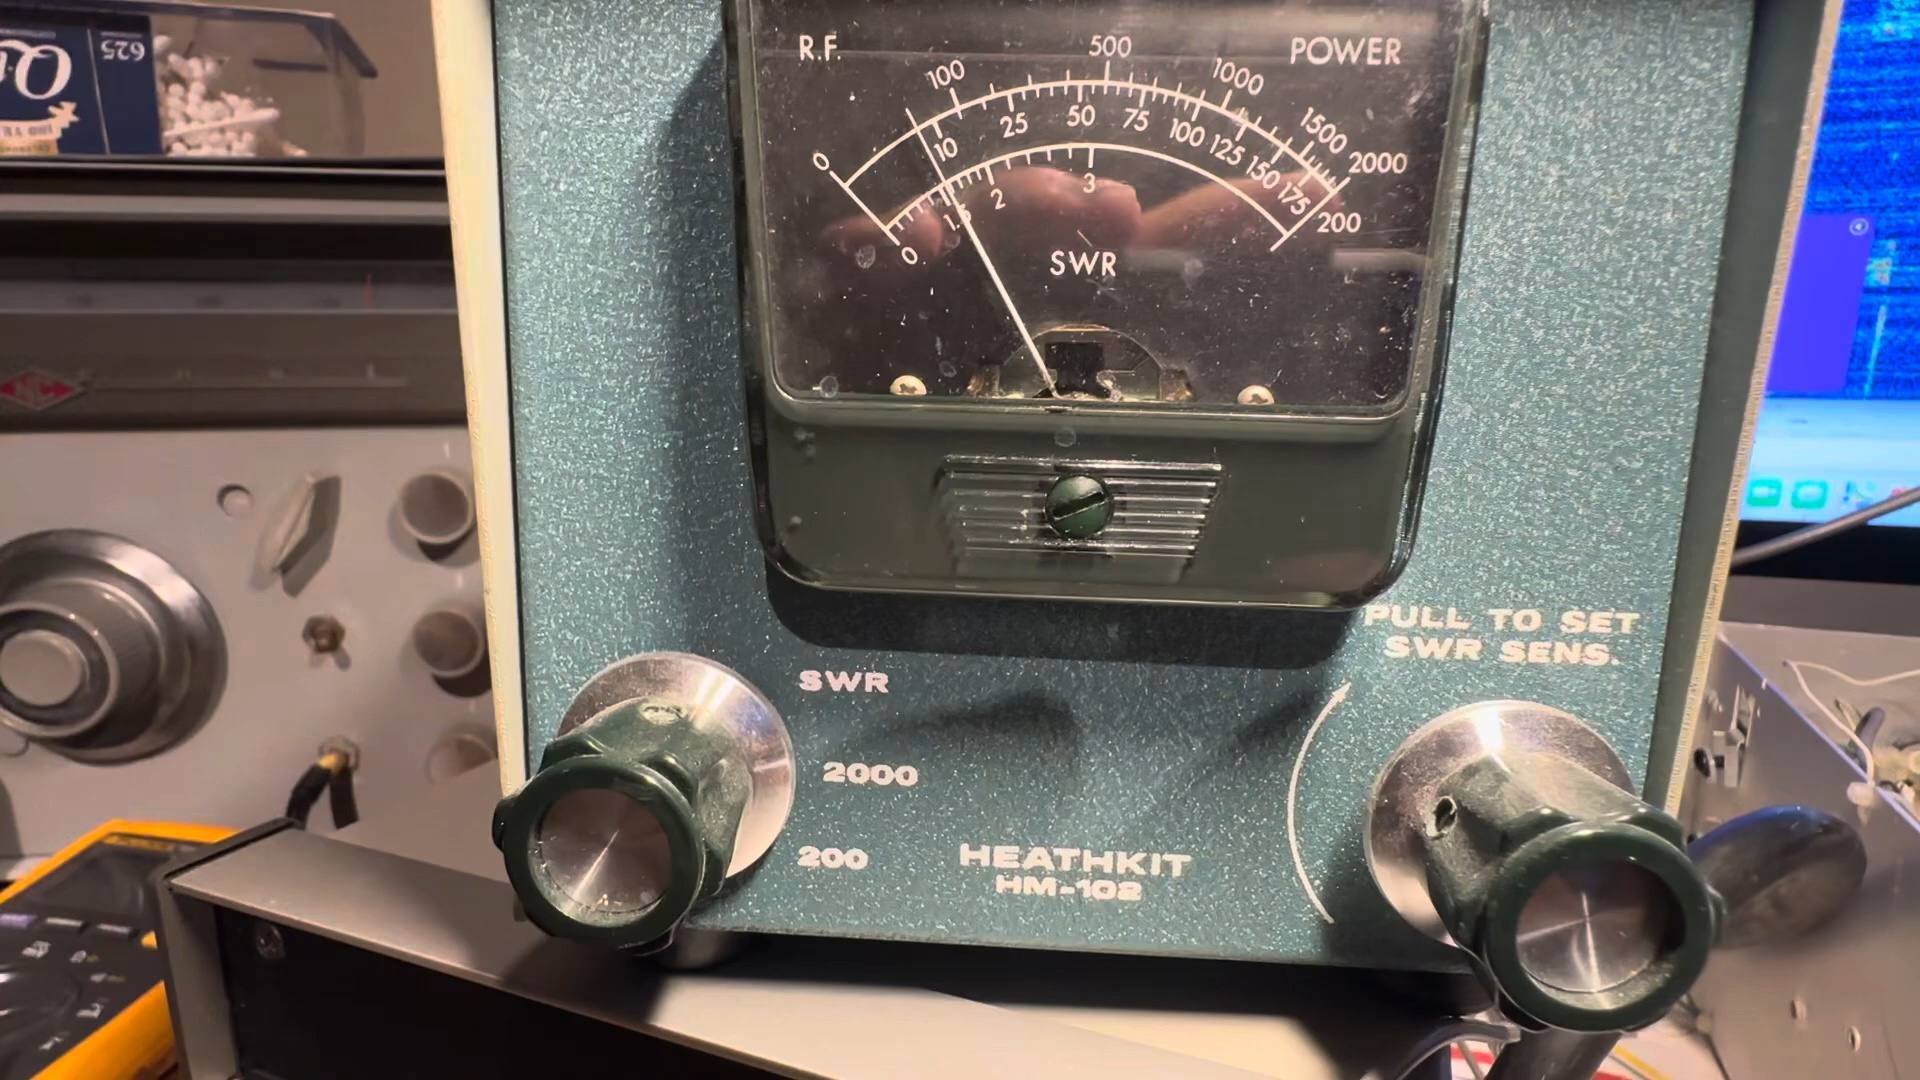 625
R.F.
POWER
0 100 500 1000 1500 2000
10 25 50 75 100 125 150 175 200
0 1.5 2 3
SWR
PULL TO SET
SWR SENS.
SWR
2000
200
HEATHKIT
HM-102